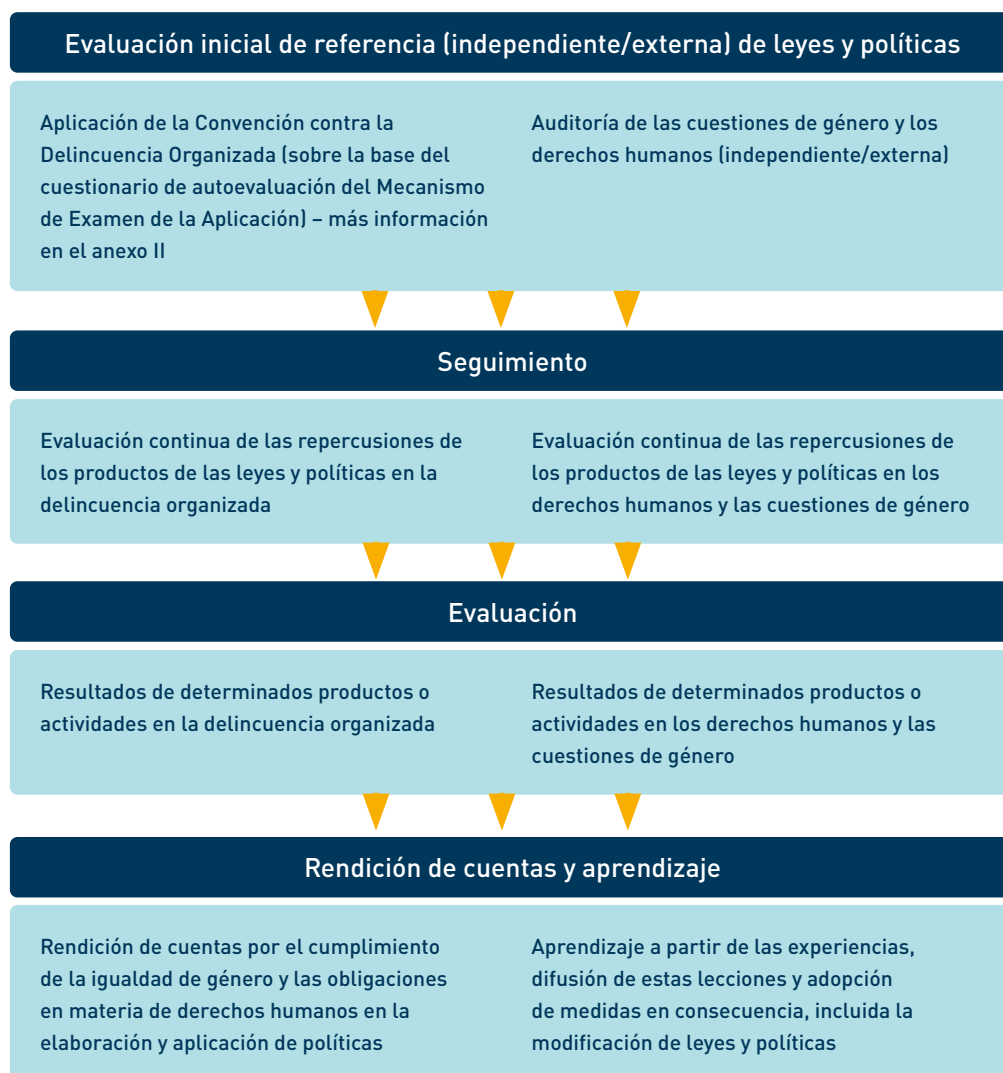 Evaluación inicial de referencia (independiente/externa) de leyes y políticas
Aplicación de la Convención contra la
Delincuencia Organizada (sobre la base del
cuestionario de autoevaluación del Mecanismo
de Examen de la Aplicación) – más información
en el anexo II
Auditoría de las cuestiones de género y los
derechos humanos (independiente/externa)
Seguimiento
Evaluación continua de las repercusiones de
los productos de las leyes y políticas en la
delincuencia organizada
Evaluación continua de las repercusiones de
los productos de las leyes y políticas en los
derechos humanos y las cuestiones de género
Evaluación
Resultados de determinados productos o
actividades en la delincuencia organizada
Resultados de determinados productos o
actividades en los derechos humanos y las
cuestiones de género
Rendición de cuentas y aprendizaje
Rendición de cuentas por el cumplimiento
de la igualdad de género y las obligaciones
en materia de derechos humanos en la
elaboración y aplicación de políticas
Aprendizaje a partir de las experiencias,
difusión de estas lecciones y adopción
de medidas en consecuencia, incluida la
modificación de leyes y políticas